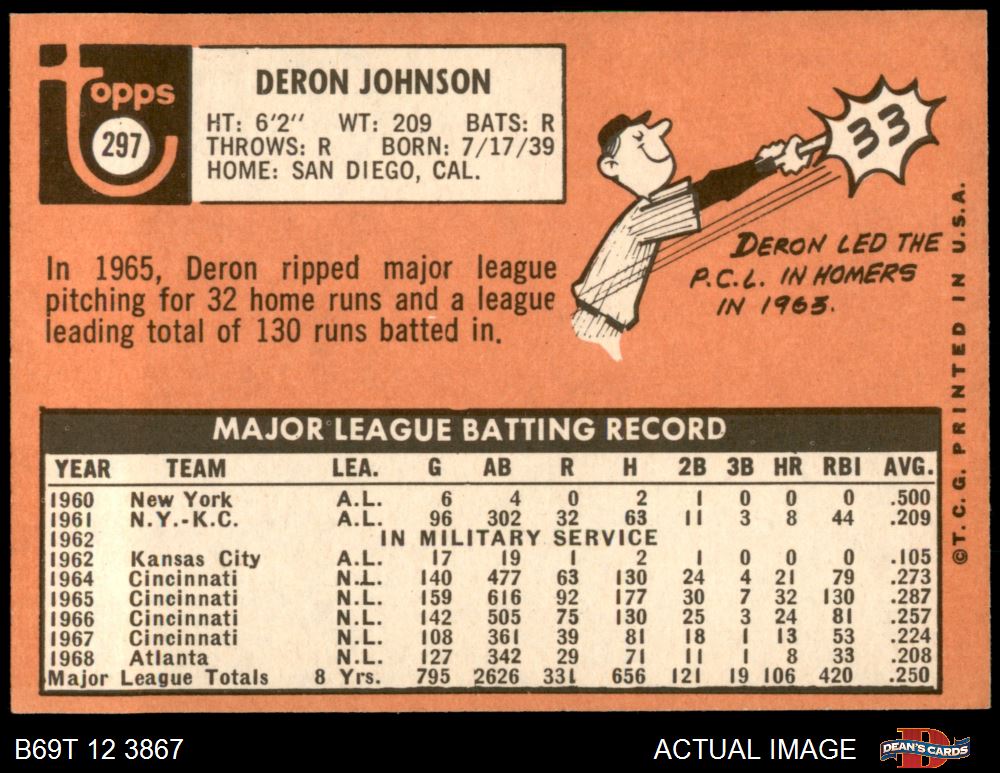 topps
297
DERON JOHNSON
HT: 6'2" WT: 209 BATS: R
THROWS: R BORN: 7/17/39
HOME: SAN DIEGO, CAL.
33
DERON LED THE
P.C.L. IN HOMERS
IN 1963.
In 1965, Deron ripped major league
pitching for 32 home runs and a league
leading total of 130 runs batted in.
MAJOR LEAGUE BATTING RECORD
YEAR TEAM LEA. G AB R H 2B 3B HR RBI AVG.
1960 New York A.L. 6 4 0 2 1 0 0 0 .500
1961 N.Y.-K.C. A.L. 96 302 32 63 11 3 8 44 .209
1962 IN MILITARY SERVICE
1962 Kansas City A.L. 17 19 1 2 1 0 0 0 .105
1964 Cincinnati N.L. 140 477 63 130 24 4 21 79 .273
1965 Cincinnati N.L. 159 616 92 177 30 7 32 130 .287
1966 Cincinnati N.L. 142 505 75 130 25 3 24 81 .257
1967 Cincinnati N.L. 108 361 39 81 18 1 13 53 .224
1968 Atlanta N.L. 127 342 29 71 11 1 8 33 .208
Major League Totals 8 Yrs. 795 2626 331 656 121 19 106 420 .250
©T.C.G. PRINTED IN U.S.A.
B69T 12 3867
ACTUAL IMAGE
DEAN'S CARDS